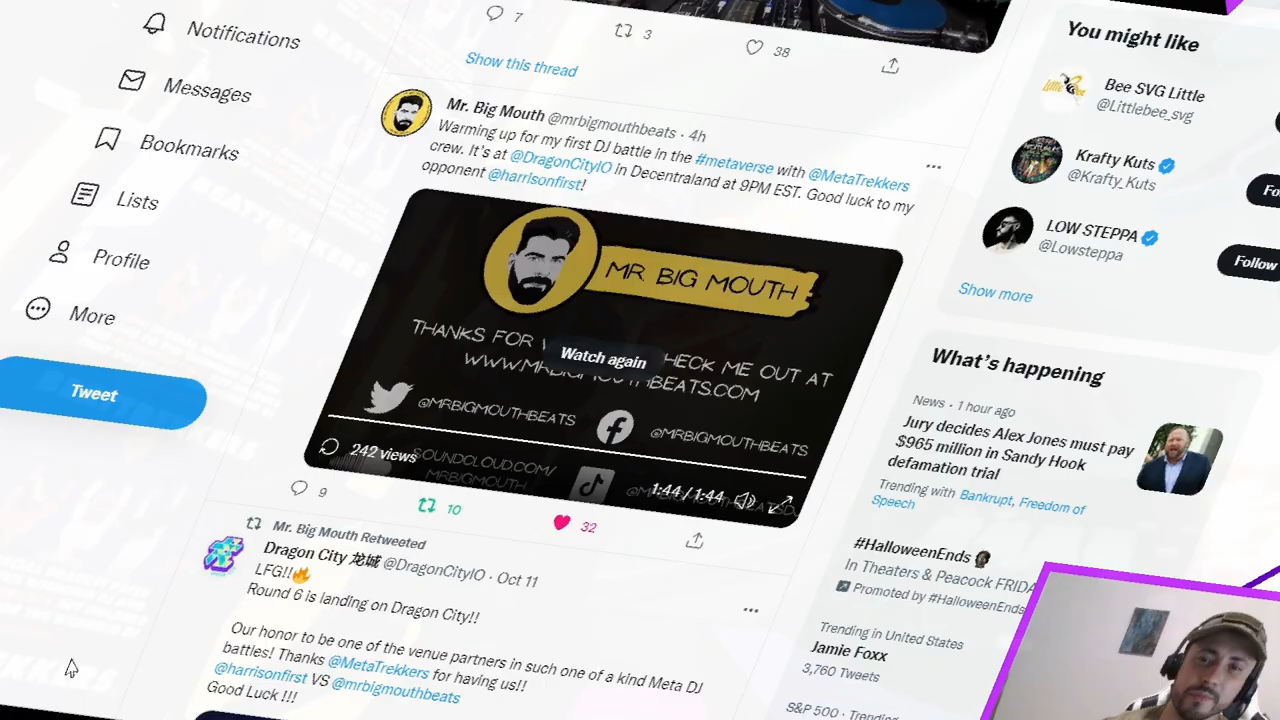 Notifications
Messages
Bookmarks
Lists
Profile
More
Tweet
7
3
38
Show this thread
Mr. Big Mouth @mrbigmouthbeats · 4h
Warming up for my first DJ battle in the #metaverse with @MetaTrekkers
crew. It's at @DragonCityIO in Decentraland at 9PM EST. Good luck to my
opponent @harrisonfirst!
MR. BIG MOUTH
THANKS FOR
HECK ME OUT AT
Watch again
@MRBIGMOUTHBEATS
@MRBIGMOUTHBEATS
242 views
SOUNDCLOUD.COM/
MRBIGMOUTH
1:44 / 1:44
9
10
32
Mr. Big Mouth Retweeted
Dragon City 龙城 @DragonCityIO · Oct 11
LFG!!🔥
Round 6 is landing on Dragon City!!
Our honor to be one of the venue partners in such one of a kind Meta DJ
battles! Thanks @MetaTrekkers for having us!!
@harrisonfirst VS @mrbigmouthbeats
Good Luck !!!
You might like
Bee SVG Little
@Littlebee_svg
Krafty Kuts
@Krafty_Kuts
Fo
LOW STEPPA
@Lowsteppa
Follow
Show more
What's happening
News · 1 hour ago
Jury decides Alex Jones must pay
$965 million in Sandy Hook
defamation trial
Trending with Bankrupt, Freedom of
Speech
#HalloweenEnds
In Theaters & Peacock FRIDA
Promoted by #HalloweenEnds
Trending in United States
Jamie Foxx
3,760 Tweets
S&P 500 · Trending